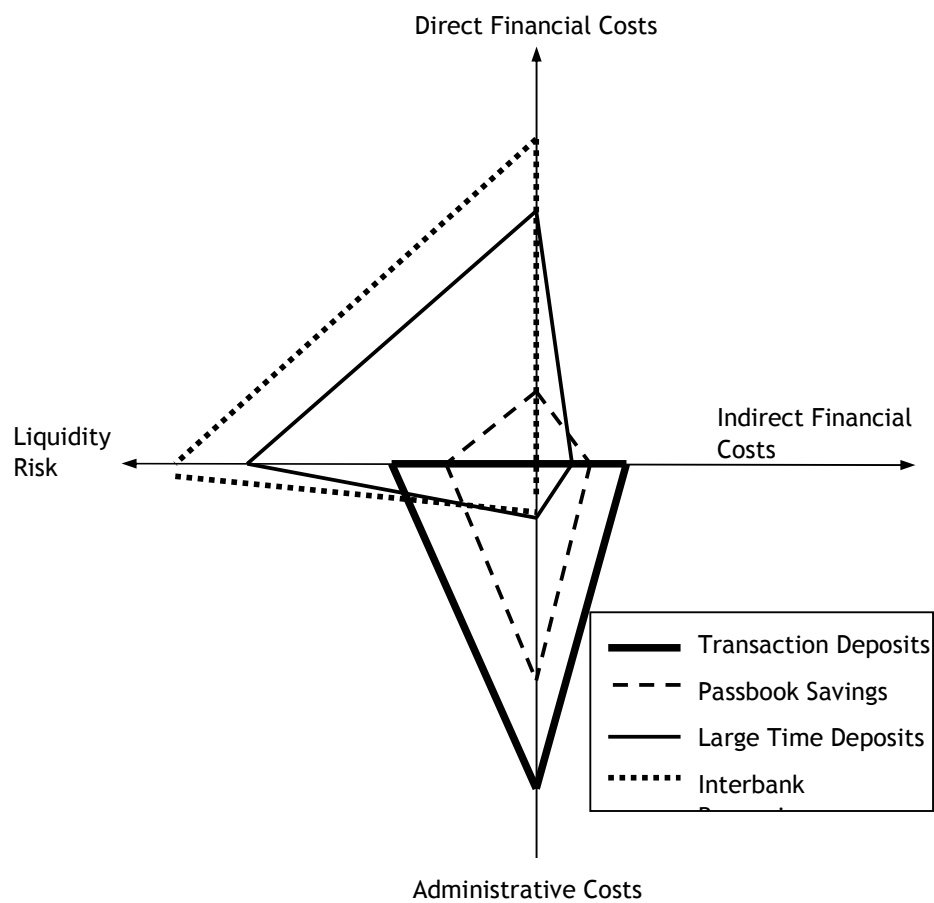 Direct Financial Costs
Liquidity
Risk
Indirect Financial
Costs
Transaction Deposits
Passbook Savings
Large Time Deposits
Interbank
Administrative Costs